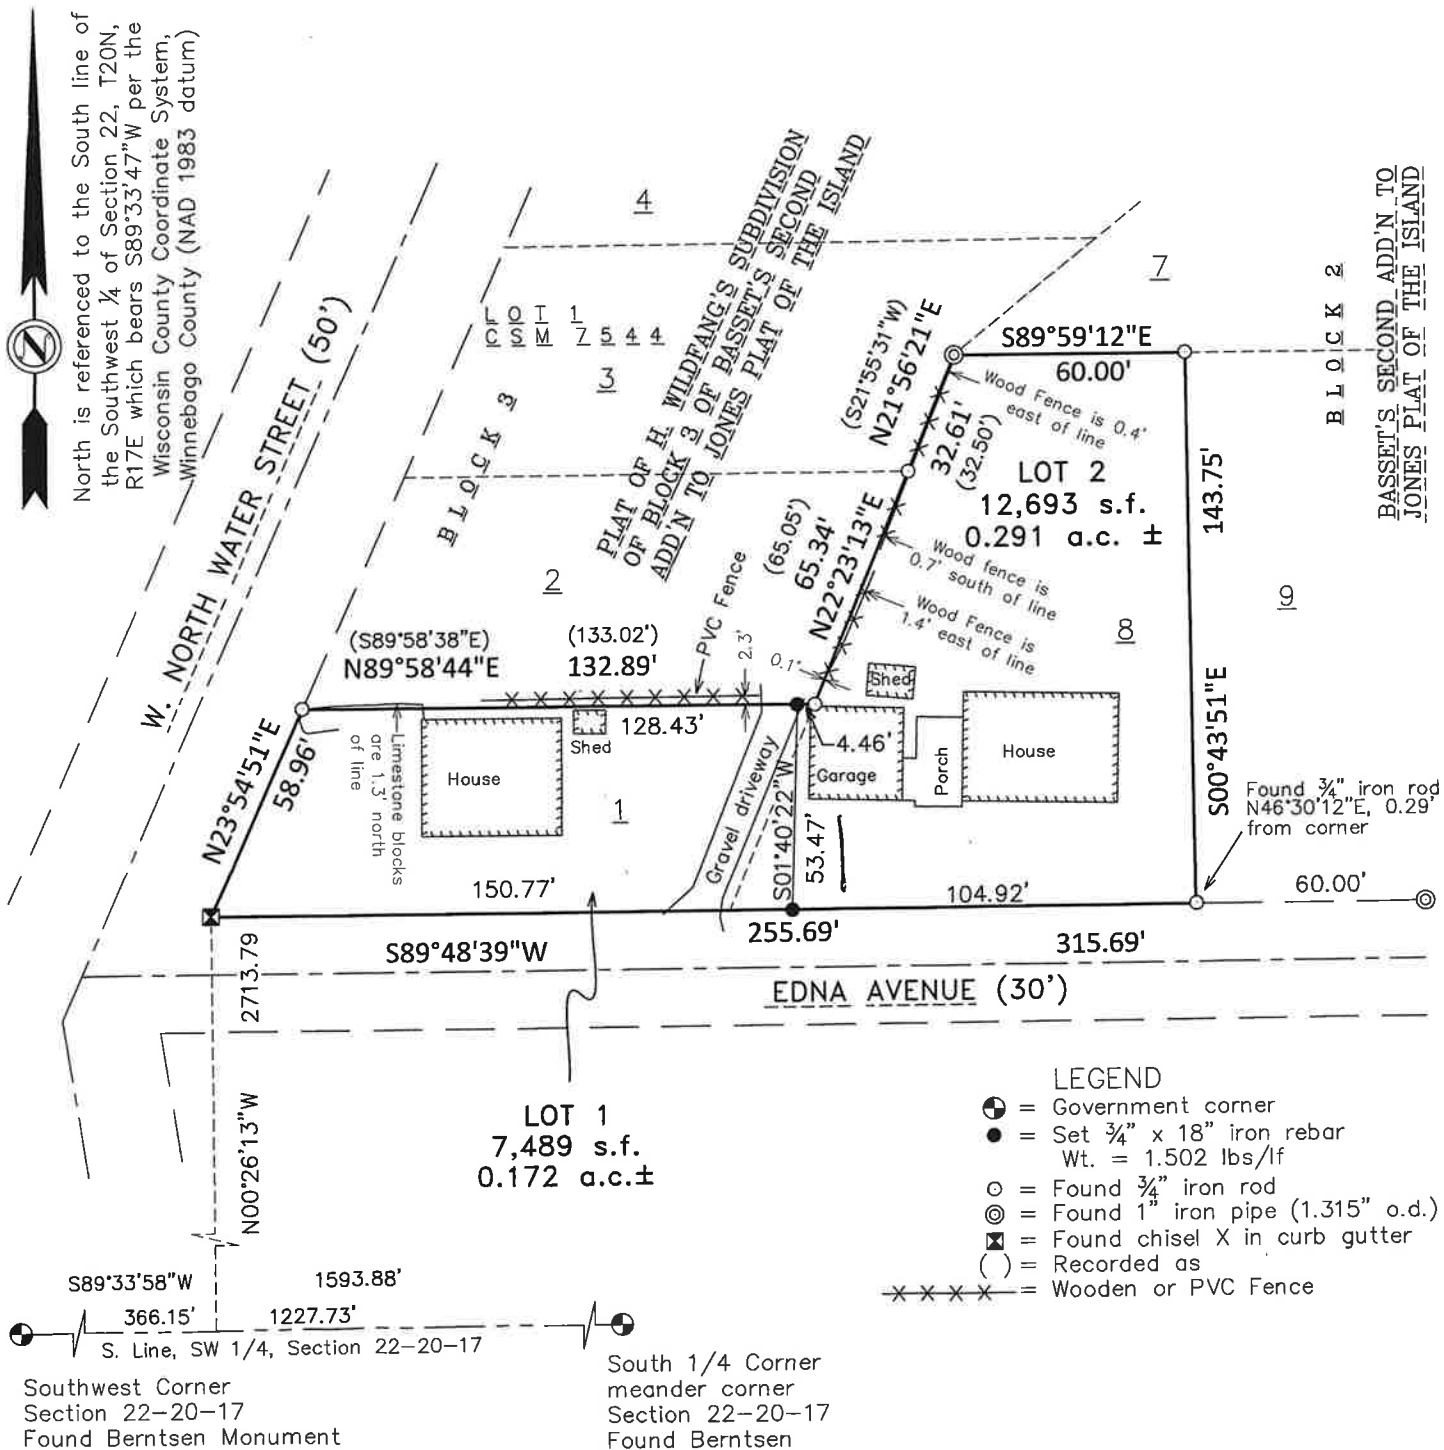 North is referenced to the South line of
the Southwest ¼ of Section 22, T20N,
R17E which bears S89°33'47"W per the
Wisconsin County Coordinate System,
Winnebago County (NAD 1983 datum)
W. NORTH WATER STREET (50')
4
LOT 1
CSM 7544
3
BLOCK 3
PLAT OF H. WILDFANG'S SUBDIVISION
OF BLOCK 3 OF BASSET'S SECOND
ADD'N TO JONES PLAT OF THE ISLAND
7
BLOCK 2
BASSET'S SECOND ADD'N TO
JONES PLAT OF THE ISLAND
(S21°55'31"W)
N21°56'21"E
32.61'
(32.50')
S89°59'12"E
60.00'
Wood Fence is 0.4'
east of line
LOT 2
12,693 s.f.
0.291 a.c. ±
143.75'
S00°43'51"E
(65.05')
65.34'
N22°23'13"E
Wood fence is
0.7' south of line
Wood Fence is
1.4' east of line
2
8
9
(S89°58'38"E)
N89°58'44"E
(133.02')
132.89'
PVC Fence
2.3'
0.1'
Shed
128.43'
4.46'
Shed
House
Garage
Porch
House
Limestone blocks
are 1.3' north
of line
N23°54'51"E
58.96'
1
Gravel driveway
S01°40'22"W
53.47'
Found ¾" iron rod
N46°30'12"E, 0.29'
from corner
150.77'
104.92'
60.00'
S89°48'39"W
255.69'
315.69'
EDNA AVENUE (30')
2713.79
N00°26'13"W
LOT 1
7,489 s.f.
0.172 a.c.±
LEGEND
= Government corner
= Set ¾" x 18" iron rebar
Wt. = 1.502 lbs/lf
= Found ¾" iron rod
= Found 1" iron pipe (1.315" o.d.)
= Found chisel X in curb gutter
( ) = Recorded as
= Wooden or PVC Fence
S89°33'58"W 1593.88'
366.15' 1227.73'
S. Line, SW 1/4, Section 22-20-17
Southwest Corner
Section 22-20-17
Found Berntsen Monument
South 1/4 Corner
meander corner
Section 22-20-17
Found Berntsen